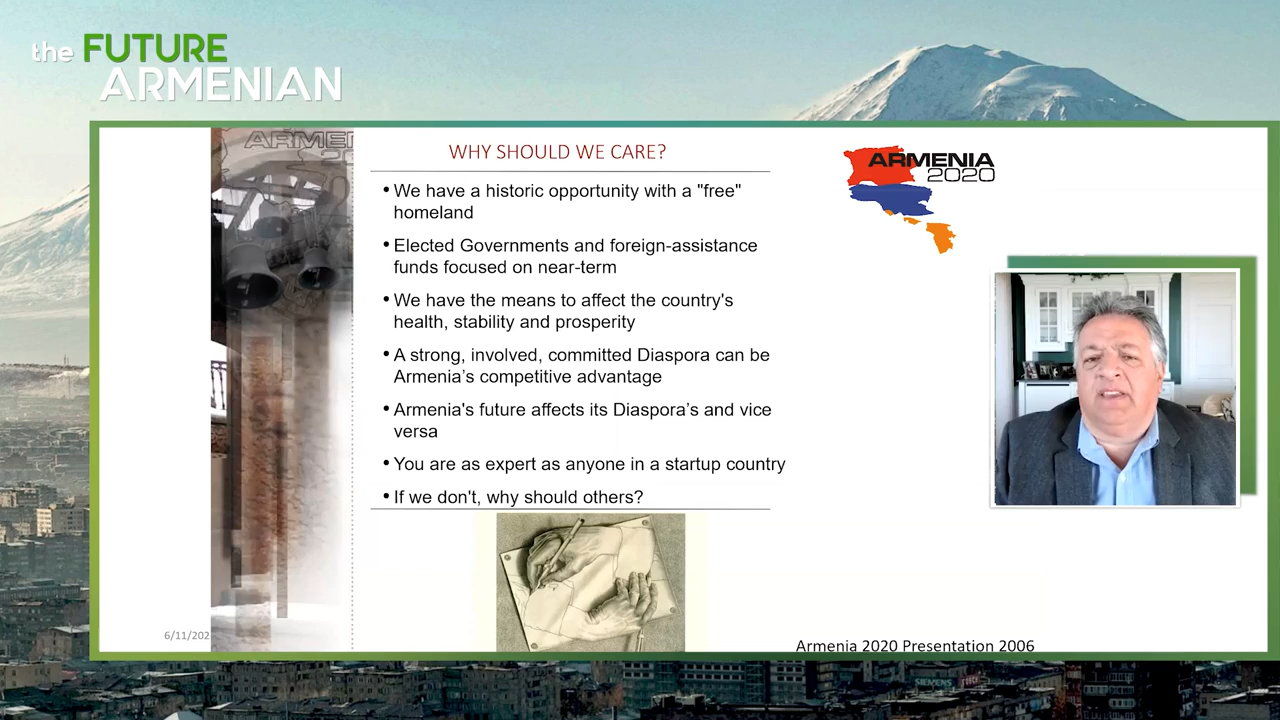 the FUTURE
ARMENIAN
ARMENIA
2020
WHY SHOULD WE CARE?
• We have a historic opportunity with a "free"
homeland
• Elected Governments and foreign-assistance
funds focused on near-term
• We have the means to affect the country's
health, stability and prosperity
• A strong, involved, committed Diaspora can be
Armenia’s competitive advantage
• Armenia's future affects its Diaspora’s and vice
versa
• You are as expert as anyone in a startup country
• If we don't, why should others?
6/11/202
Armenia 2020 Presentation 2006
SIEMENS